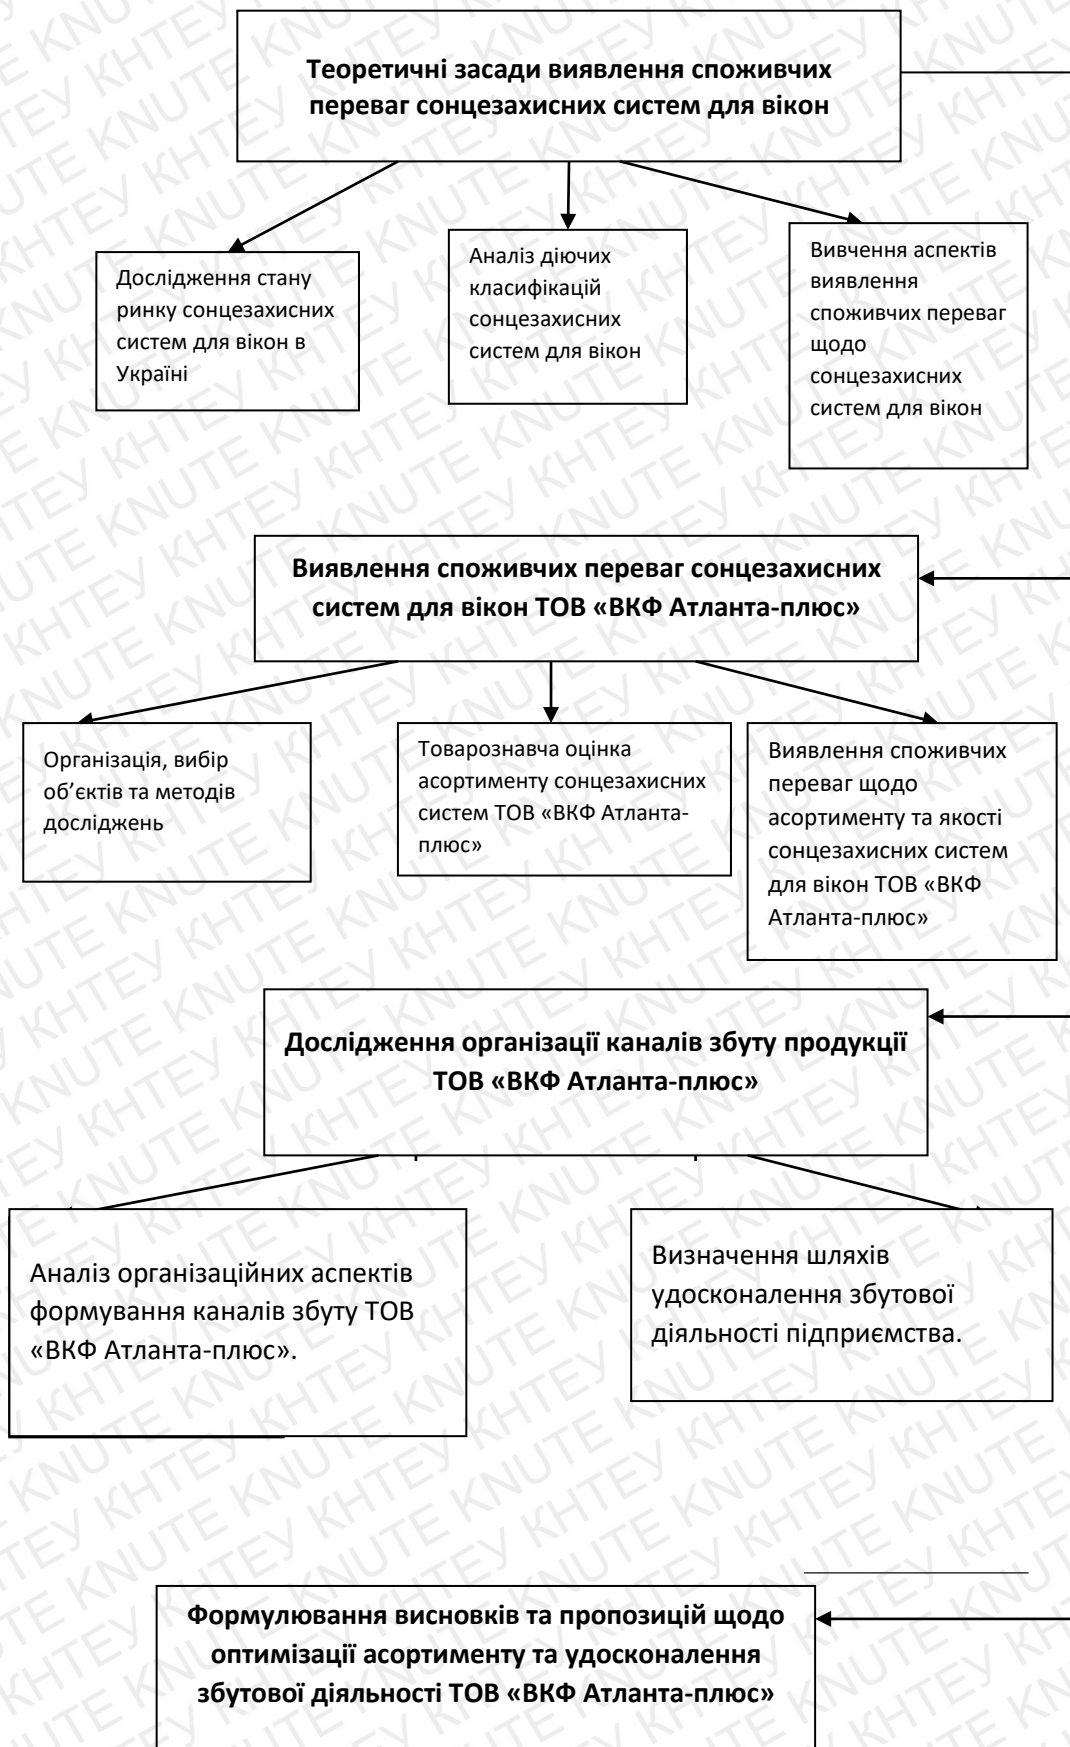 Теоретичні засади виявлення споживчих
переваг сонцезахисних систем для вікон
Дослідження стану
ринку сонцезахисних
систем для вікон в
Україні
Аналіз діючих
класифікацій
сонцезахисних
систем для вікон
Вивчення аспектів
виявлення
споживчих переваг
щодо
сонцезахисних
систем для вікон
Виявлення споживчих переваг сонцезахисних
систем для вікон ТОВ «ВКФ Атланта-плюс»
Організація, вибір
об’єктів та методів
досліджень
Товарознавча оцінка
асортименту сонцезахисних
систем ТОВ «ВКФ Атланта-
плюс»
Виявлення споживчих
переваг щодо
асортименту та якості
сонцезахисних систем
для вікон ТОВ «ВКФ
Атланта-плюс»
Дослідження організації каналів збуту продукції
ТОВ «ВКФ Атланта-плюс»
Аналіз організаційних аспектів
формування каналів збуту ТОВ
«ВКФ Атланта-плюс».
Визначення шляхів
удосконалення збутової
діяльності підприємства.
Формулювання висновків та пропозицій щодо
оптимізації асортименту та удосконалення
збутової діяльності ТОВ «ВКФ Атланта-плюс»